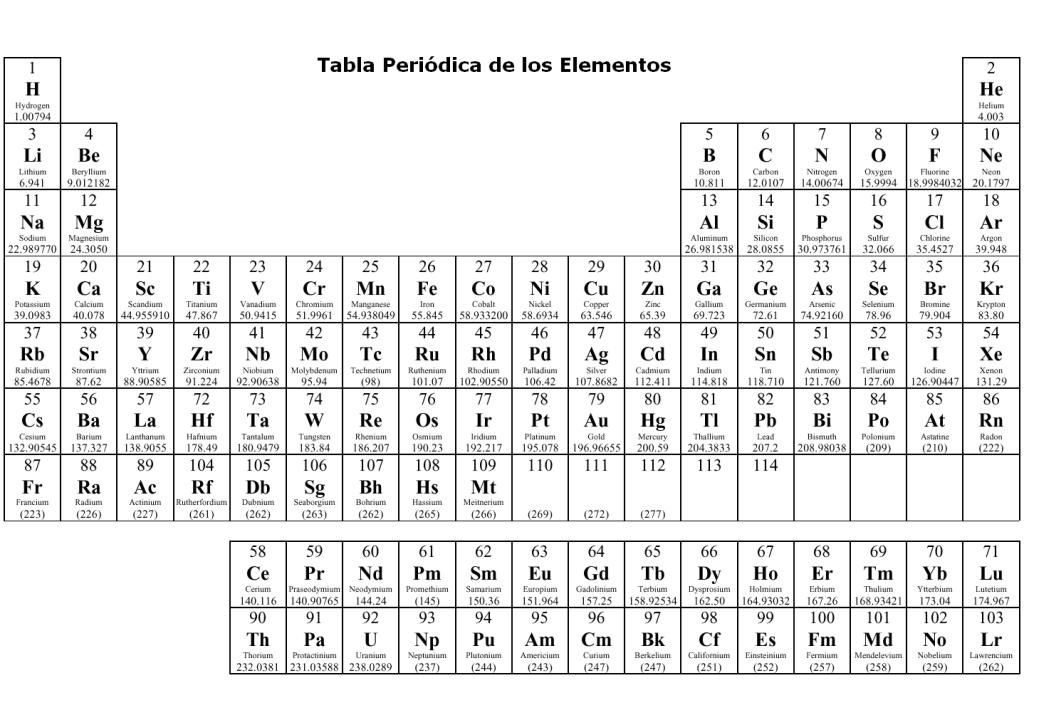 Tabla Periódica de los Elementos
1 2
H He
Hydrogen Helium
1.00794 4.003
3 4 5 6 7 8 9 10
Li Be B C N O F Ne
Lithium Beryllium Boron Carbon Nitrogen Oxygen Fluorine Neon
6.941 9.012182 10.811 12.0107 14.00674 15.9994 18.9984032 20.1797
11 12 13 14 15 16 17 18
Na Mg Al Si P S Cl Ar
Sodium Magnesium Aluminum Silicon Phosphorus Sulfur Chlorine Argon
22.989770 24.3050 26.981538 28.0855 30.973761 32.066 35.4527 39.948
19 20 21 22 23 24 25 26 27 28 29 30 31 32 33 34 35 36
K Ca Sc Ti V Cr Mn Fe Co Ni Cu Zn Ga Ge As Se Br Kr
Potassium Calcium Scandium Titanium Vanadium Chromium Manganese Iron Cobalt Nickel Copper Zinc Gallium Germanium Arsenic Selenium Bromine Krypton
39.0983 40.078 44.955910 47.867 50.9415 51.9961 54.938049 55.845 58.933200 58.6934 63.546 65.39 69.723 72.61 74.92160 78.96 79.904 83.80
37 38 39 40 41 42 43 44 45 46 47 48 49 50 51 52 53 54
Rb Sr Y Zr Nb Mo Tc Ru Rh Pd Ag Cd In Sn Sb Te I Xe
Rubidium Strontium Yttrium Zirconium Niobium Molybdenum Technetium Ruthenium Rhodium Palladium Silver Cadmium Indium Tin Antimony Tellurium Iodine Xenon
85.4678 87.62 88.90585 91.224 92.90638 95.94 (98) 101.07 102.90550 106.42 107.8682 112.411 114.818 118.710 121.760 127.60 126.90447 131.29
55 56 57 72 73 74 75 76 77 78 79 80 81 82 83 84 85 86
Cs Ba La Hf Ta W Re Os Ir Pt Au Hg Tl Pb Bi Po At Rn
Cesium Barium Lanthanum Hafnium Tantalum Tungsten Rhenium Osmium Iridium Platinum Gold Mercury Thallium Lead Bismuth Polonium Astatine Radon
132.90545 137.327 138.9055 178.49 180.9479 183.84 186.207 190.23 192.217 195.078 196.96655 200.59 204.3833 207.2 208.98038 (209) (210) (222)
87 88 89 104 105 106 107 108 109 110 111 112 113 114
Fr Ra Ac Rf Db Sg Bh Hs Mt
Francium Radium Actinium Rutherfordium Dubnium Seaborgium Bohrium Hassium Meitnerium
(223) (226) (227) (261) (262) (263) (262) (265) (266) (269) (272) (277)
58 59 60 61 62 63 64 65 66 67 68 69 70 71
Ce Pr Nd Pm Sm Eu Gd Tb Dy Ho Er Tm Yb Lu
Cerium Praseodymium Neodymium Promethium Samarium Europium Gadolinium Terbium Dysprosium Holmium Erbium Thulium Ytterbium Lutetium
140.116 140.90765 144.24 (145) 150.36 151.964 157.25 158.92534 162.50 164.93032 167.26 168.93421 173.04 174.967
90 91 92 93 94 95 96 97 98 99 100 101 102 103
Th Pa U Np Pu Am Cm Bk Cf Es Fm Md No Lr
Thorium Protactinium Uranium Neptunium Plutonium Americium Curium Berkelium Californium Einsteinium Fermium Mendelevium Nobelium Lawrencium
232.0381 231.03588 238.0289 (237) (244) (243) (247) (247) (251) (252) (257) (258) (259) (262)